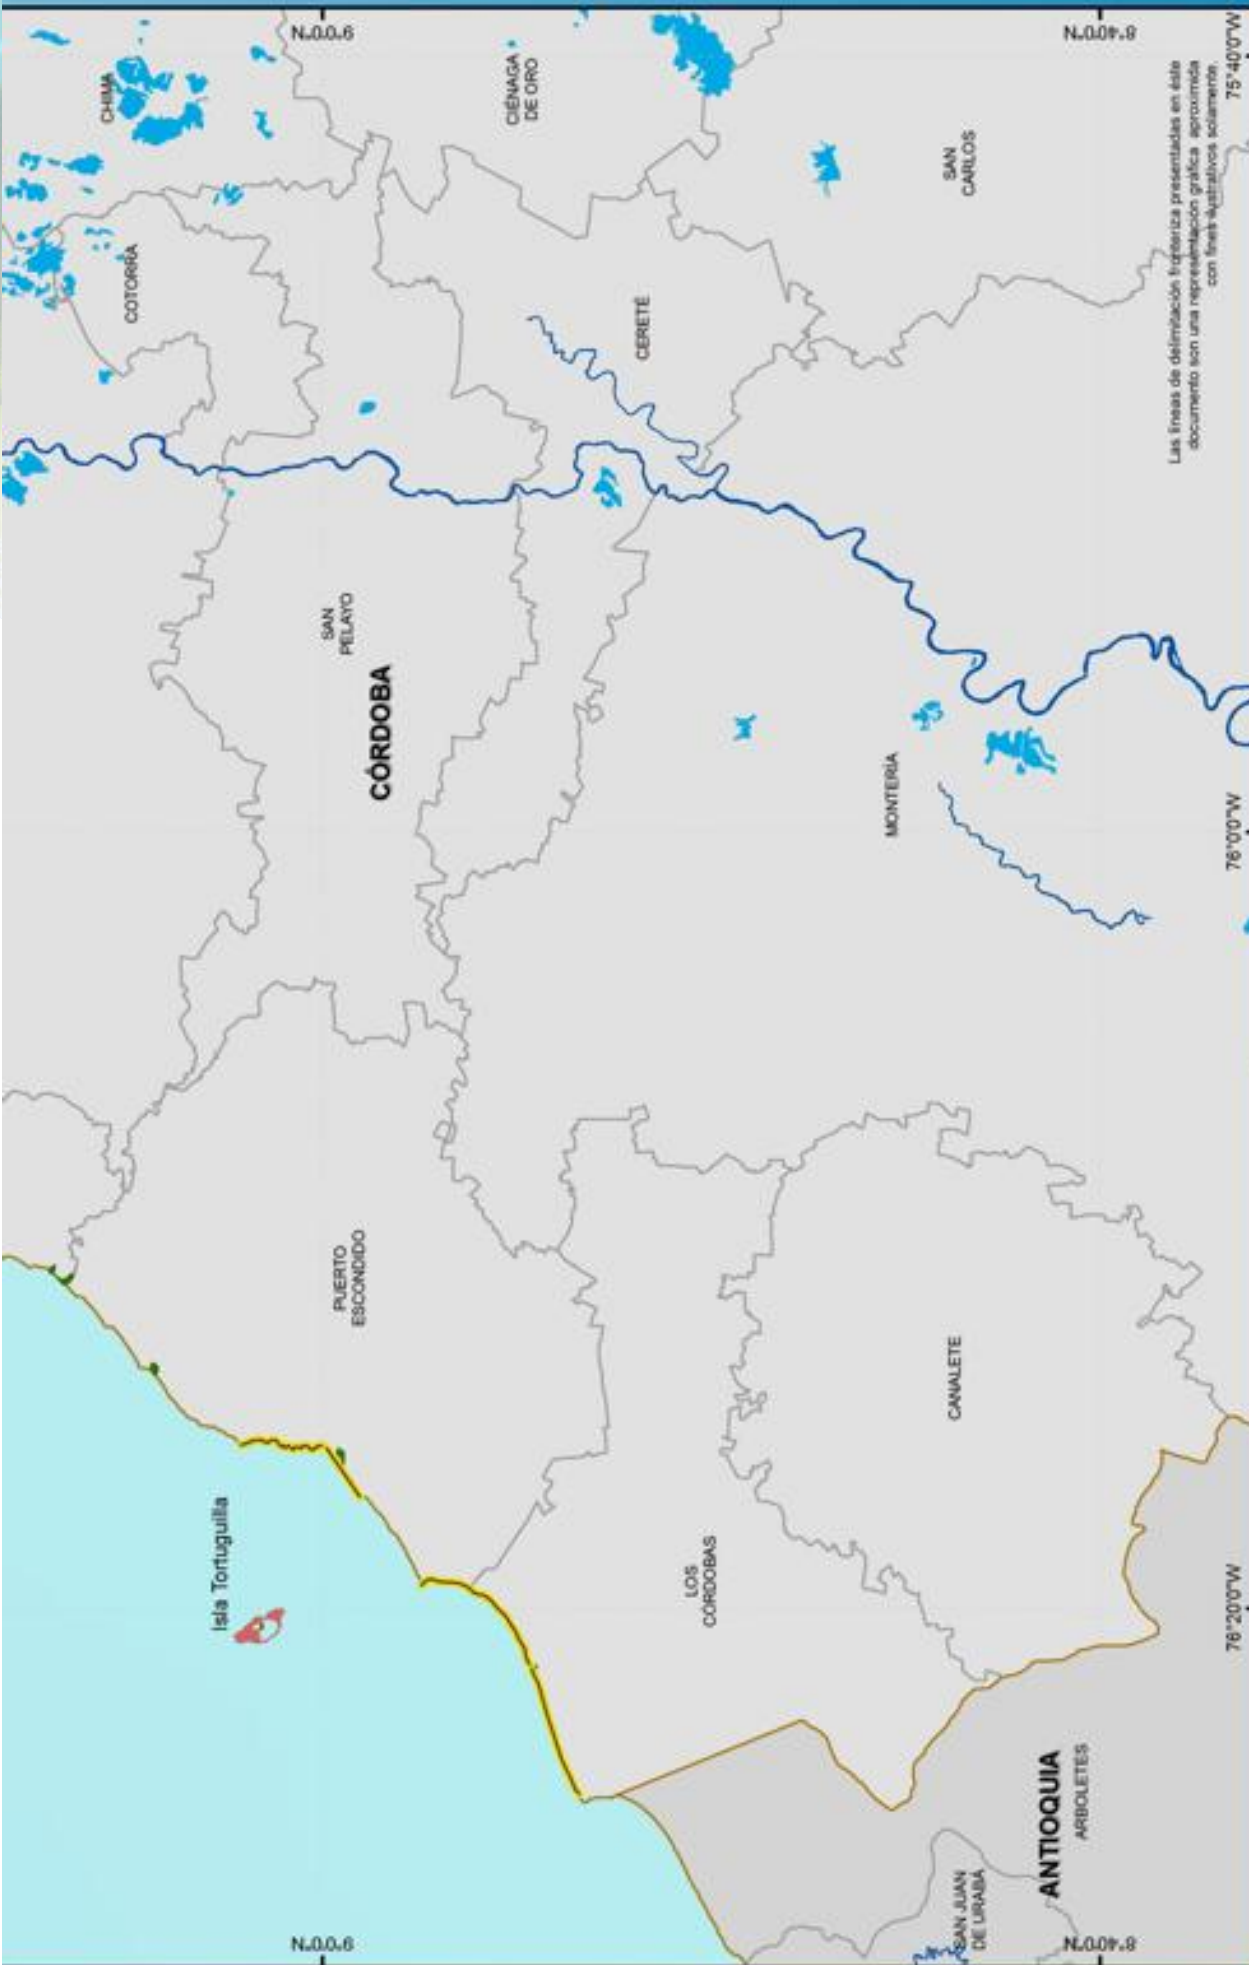 9°0'0"N
8°40'0"N
75°40'0"W
CHIMA
CIÉNAGA
DE ORO
SAN
CARLOS
Las líneas de delimitación fronteriza presentadas en éste
documento son una representación gráfica aproximida
con fines ilustrativos solamente.
COTORRA
CERETÉ
SAN
PELAYO
CÓRDOBA
MONTERÍA
76°0'0"W
PUERTO
ESCONDIDO
CANALETE
Isla Tortuguilla
LOS
CÓRDOBAS
76°20'0"W
ANTIOQUIA
ARBOLETES
SAN JUAN
DE URABÁ
9°0'0"N
8°40'0"N